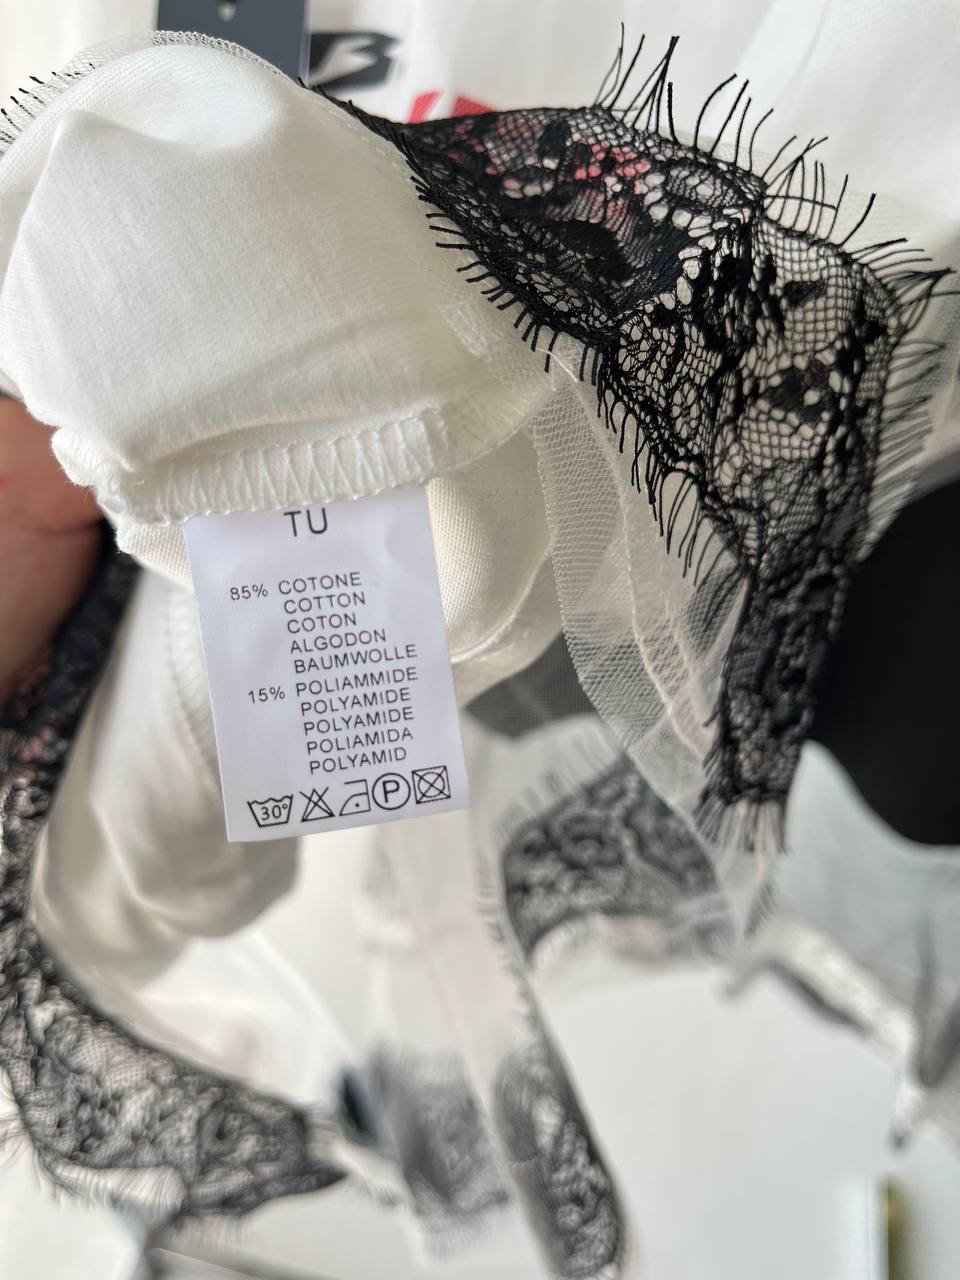 TU
85% COTONE
COTTON
COTON
ALGODON
BAUMWOLLE
15% POLIAMMIDE
POLYAMIDE
POLYAMIDE
POLIAMIDA
POLYAMID
30° P